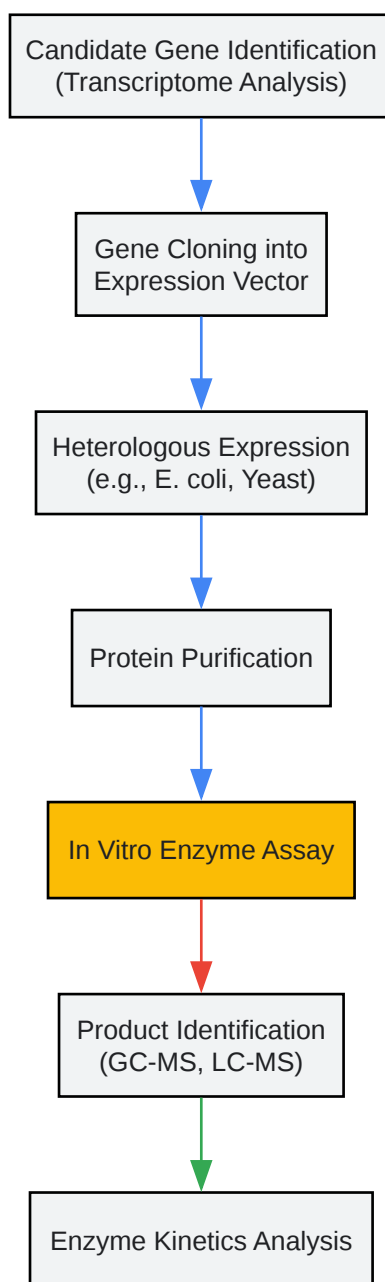 Candidate Gene Identification
(Transcriptome Analysis)
Gene Cloning into
Expression Vector
Heterologous Expression
(e.g., E. coli, Yeast)
Protein Purification
In Vitro Enzyme Assay
Product Identification
(GC-MS, LC-MS)
Enzyme Kinetics Analysis